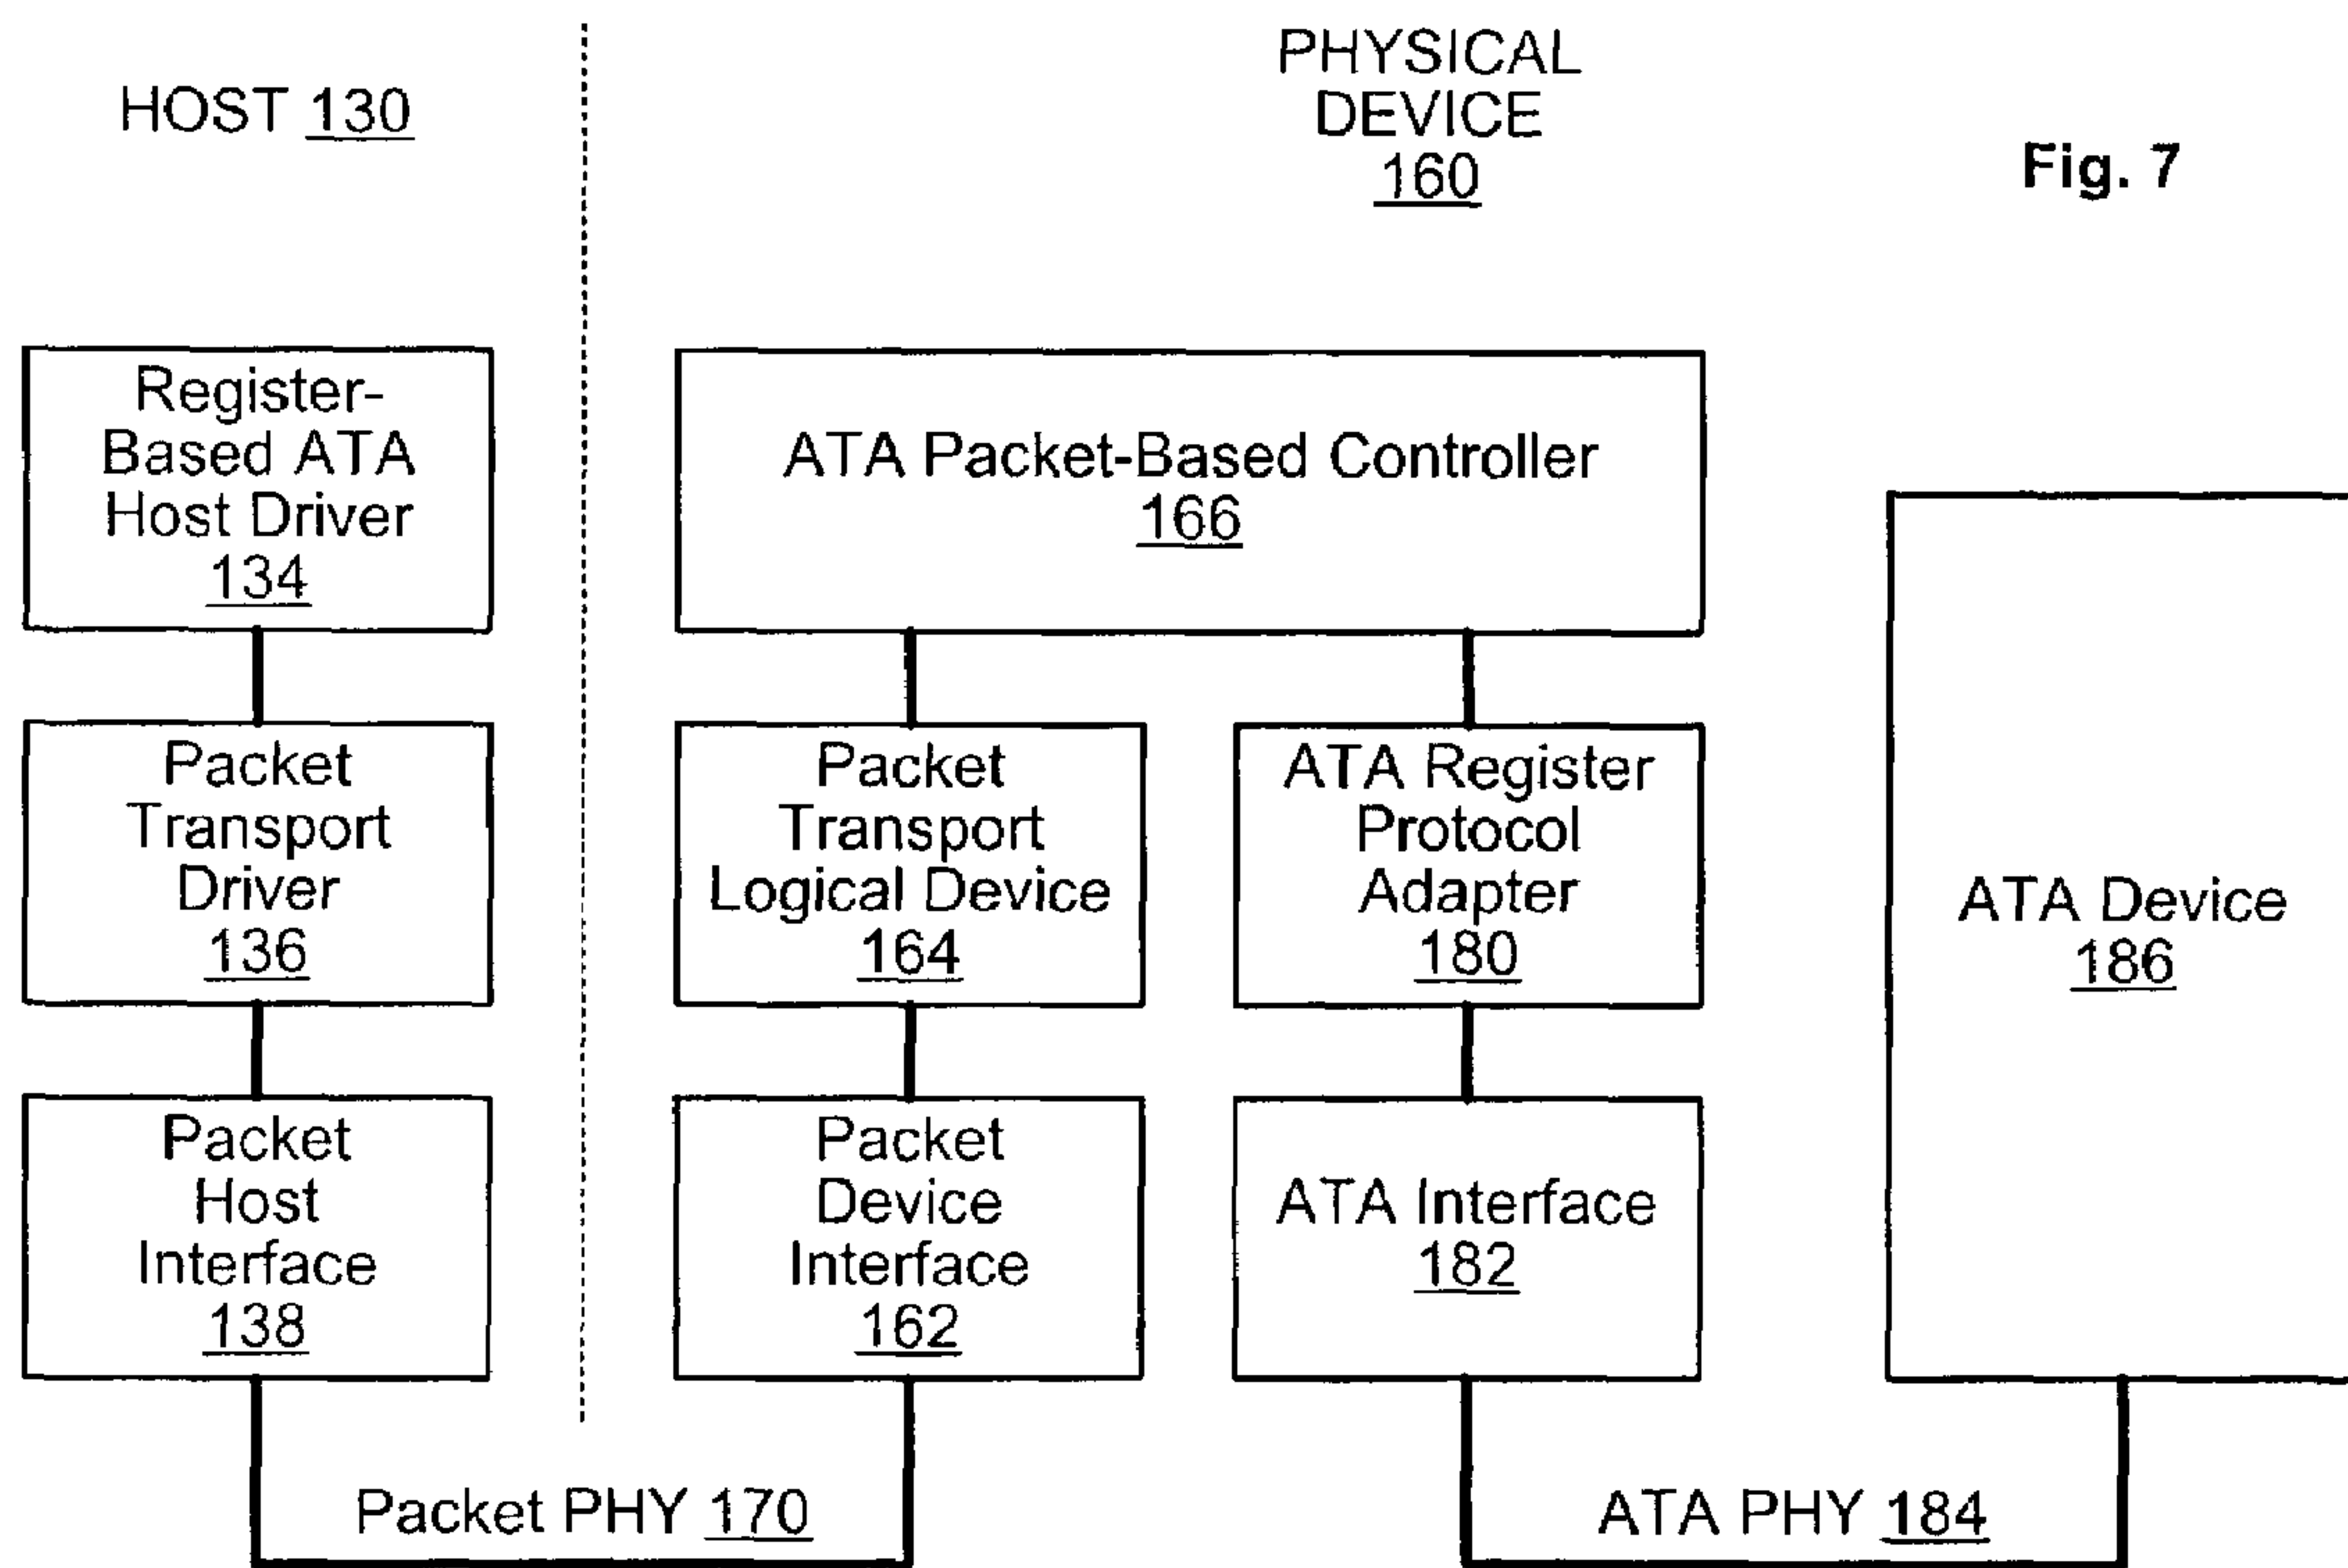 HOST 130
PHYSICAL
DEVICE
160
Fig. 7
Register-
Based ATA
Host Driver
134
ATA Packet-Based Controller
166
Packet
Transport
Driver
136
Packet
Transport
Logical Device
164
ATA Register
Protocol
Adapter
180
ATA Device
186
Packet
Host
Interface
138
Packet
Device
Interface
162
ATA Interface
182
Packet PHY 170
ATA PHY 184